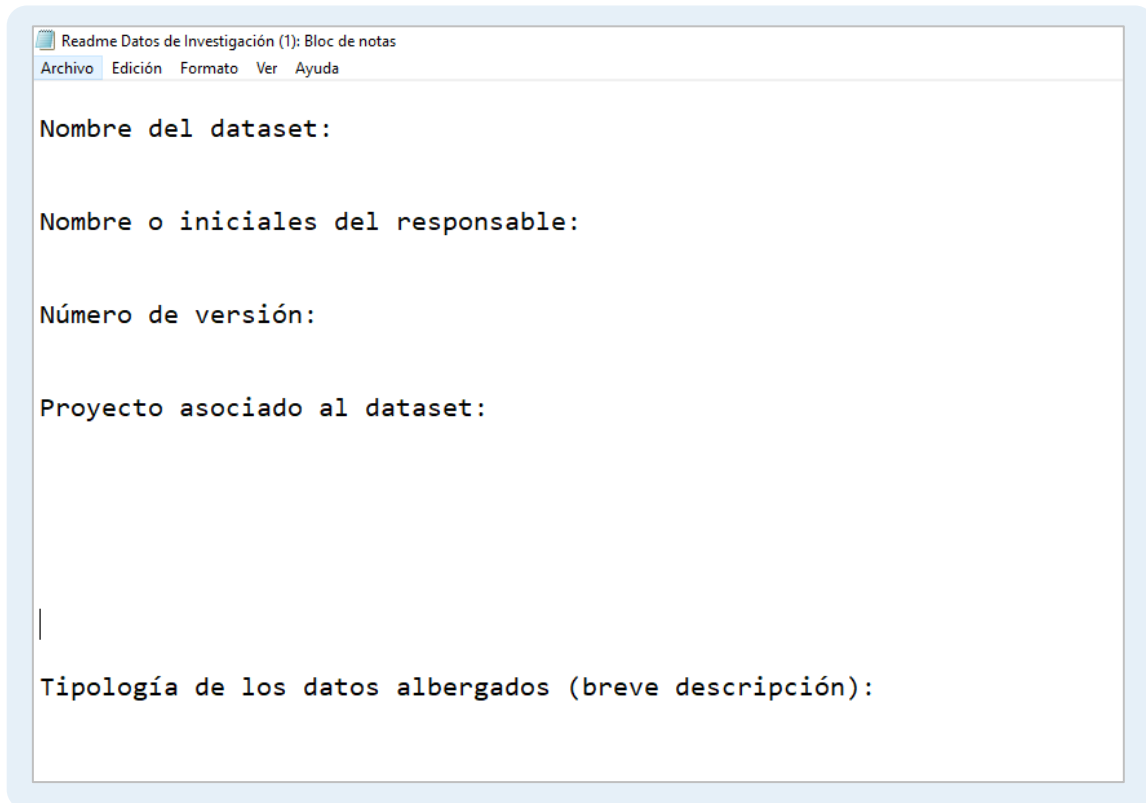 Readme Datos de Investigación (1): Bloc de notas
Archivo Edición Formato Ver Ayuda
Nombre del dataset:
Nombre o iniciales del responsable:
Número de versión:
Proyecto asociado al dataset:
Tipología de los datos albergados (breve descripción):